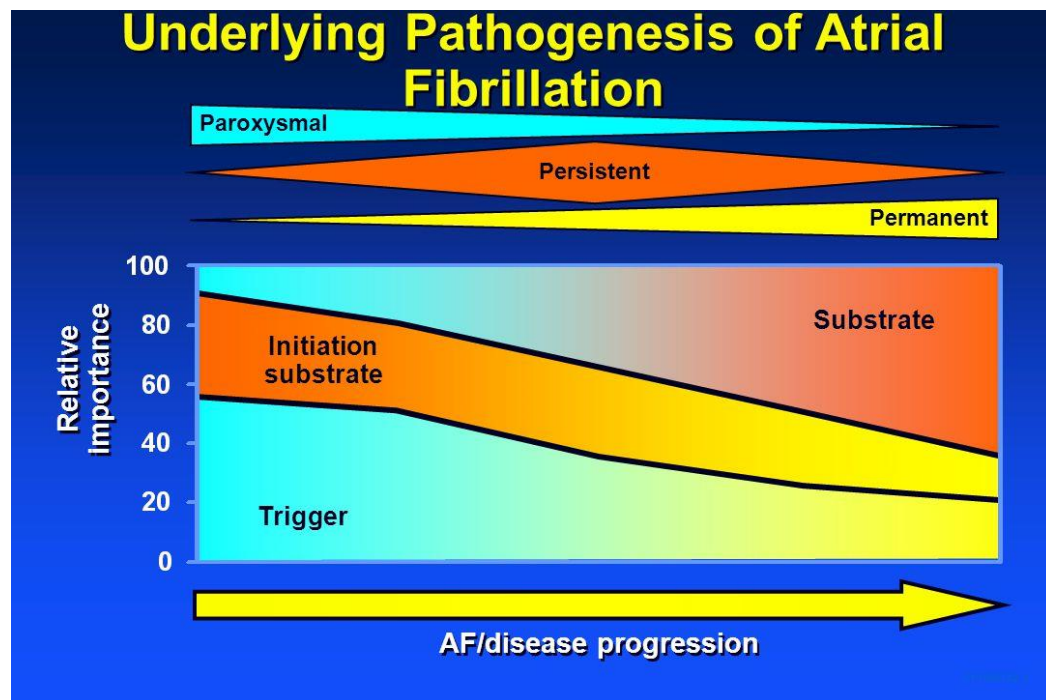 Underlying Pathogenesis of Atrial
Fibrillation
Paroxysmal
Persistent
Permanent
100
80
60
40
20
0
Relative
importance
Initiation
substrate
Substrate
Trigger
AF/disease progression